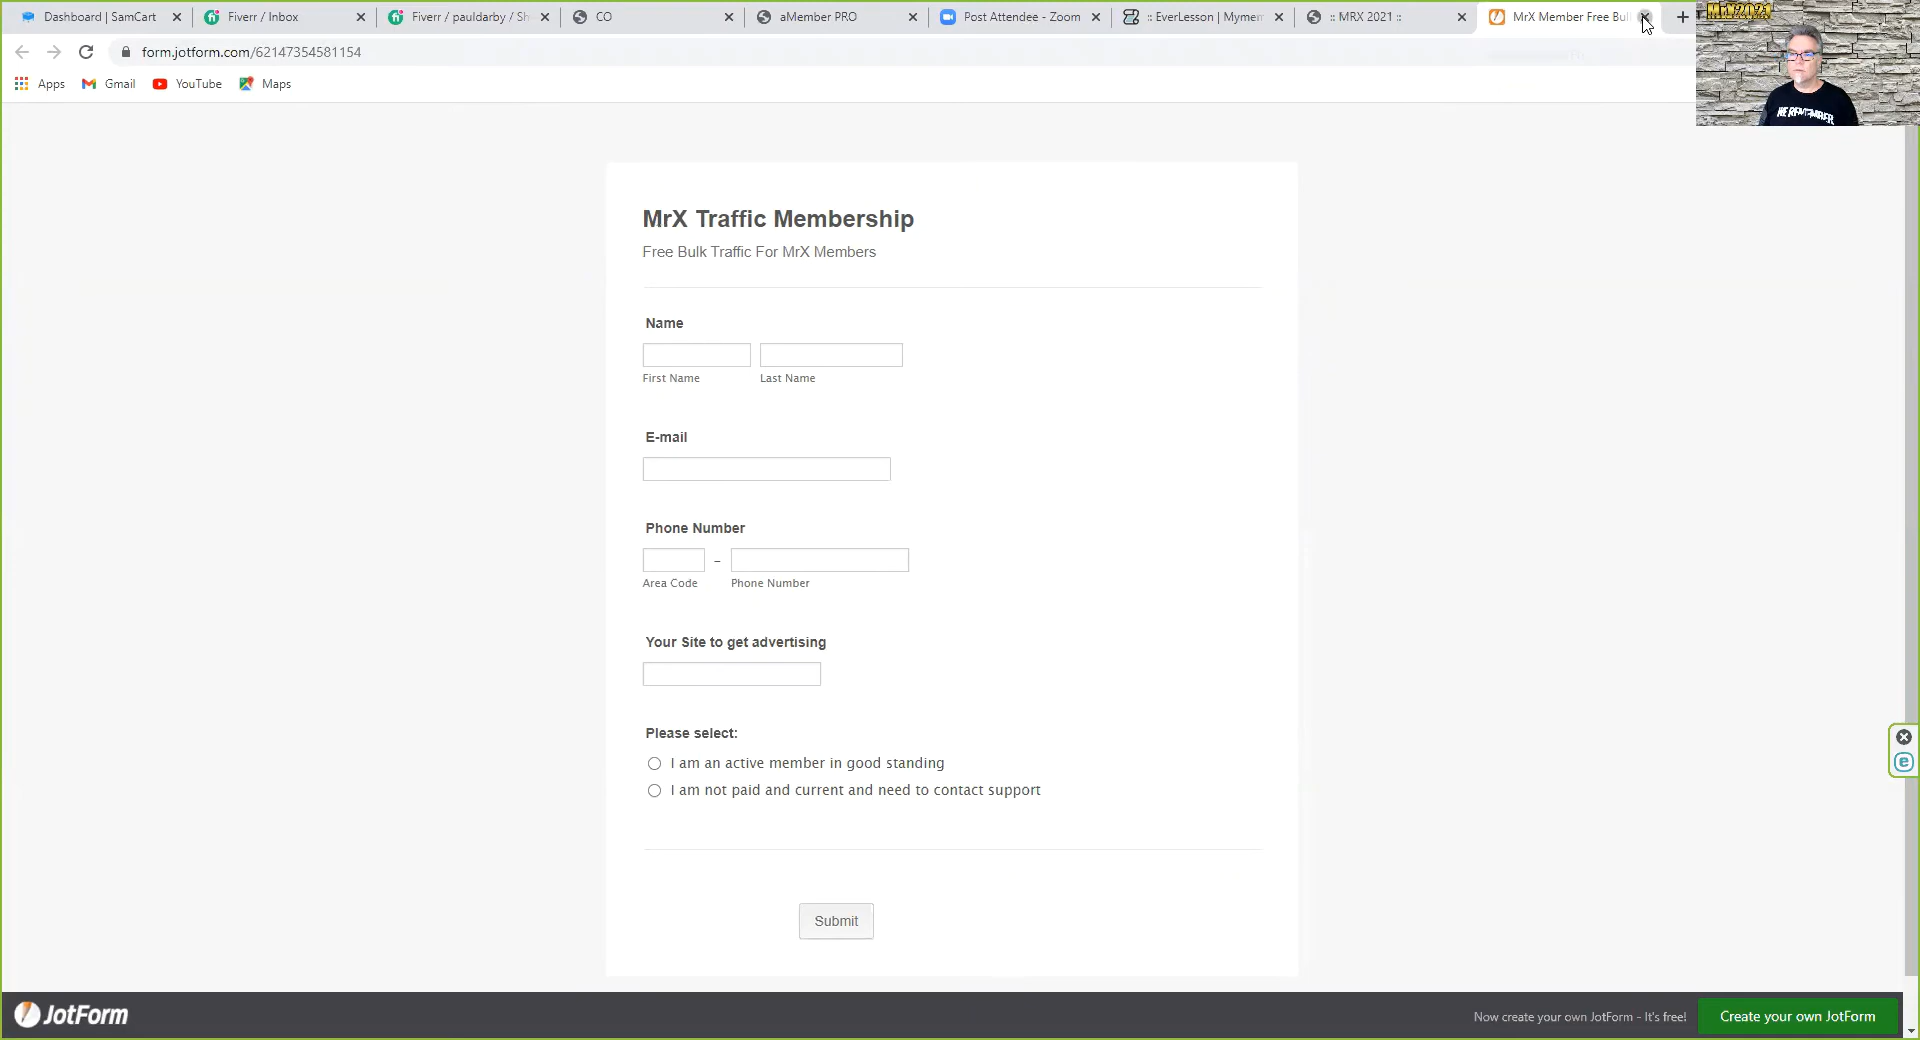 Dashboard | SamCart
Fiverr / Inbox
Fiverr / pauldarby / Sh
CO
aMember PRO
Post Attendee - Zoom
:: EverLesson | Mymem
:: MRX 2021 ::
MrX Member Free Bul
MrX2021
form.jotform.com/62147354581154
Apps
Gmail
YouTube
Maps
MrX Traffic Membership
Free Bulk Traffic For MrX Members
Name
First Name
Last Name
E-mail
Phone Number
-
Area Code
Phone Number
Your Site to get advertising
Please select:
I am an active member in good standing
I am not paid and current and need to contact support
Submit
JotForm
Now create your own JotForm - It's free!
Create your own JotForm